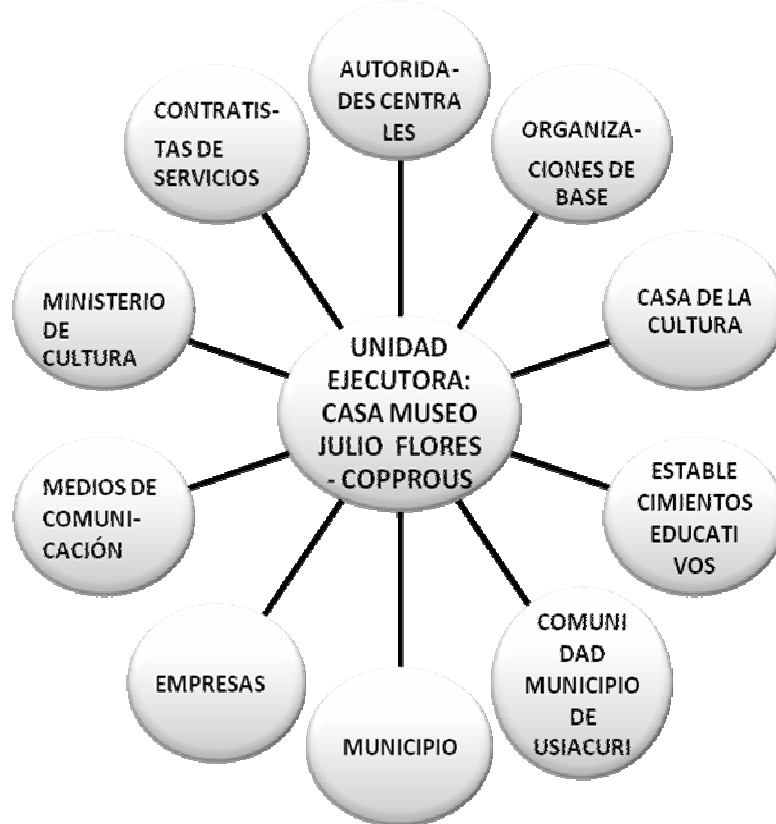 AUTORIDA-
DES CENTRA
LES
ORGANIZA-
CIONES DE
BASE
CASA DE LA
CULTURA
ESTABLE
CIMIENTOS
EDUCATI
VOS
COMUNI
DAD
MUNICIPIO
DE
USIACURI
MUNICIPIO
EMPRESAS
MEDIOS DE
COMUNI-
CACIÓN
MINISTERIO
DE
CULTURA
CONTRATIS-
TAS DE
SERVICIOS
UNIDAD
EJECUTORA:
CASA MUSEO
JULIO FLORES
- COPPROUS